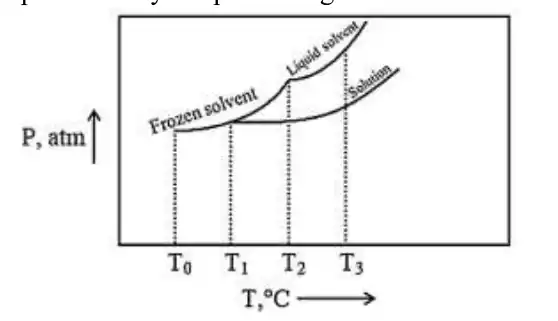 Liquid solvent
Frozen solvent
Solution
P, atm
T₀ T₁ T₂ T₃
T,°C